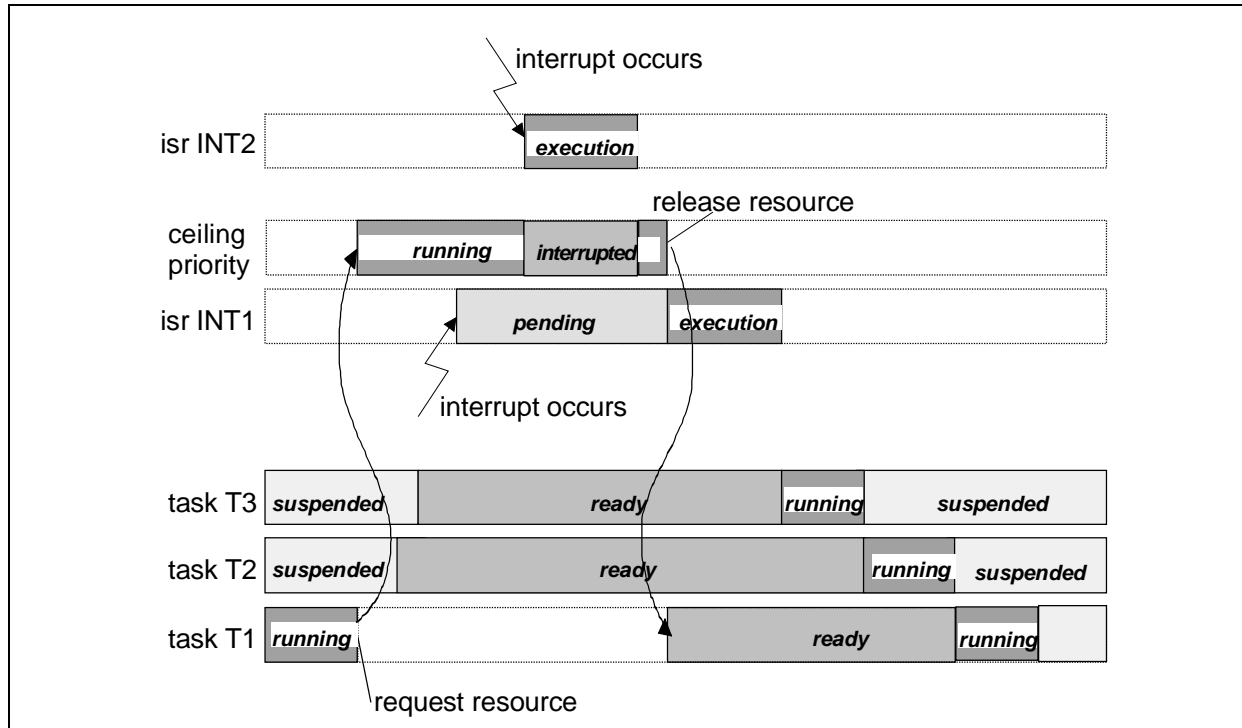 interrupt occurs
isr INT2
execution
release resource
ceiling
priority
running
interrupted
isr INT1
pending
execution
interrupt occurs
task T3
suspended
ready
running
suspended
task T2
suspended
ready
running
suspended
task T1
running
ready
running
request resource